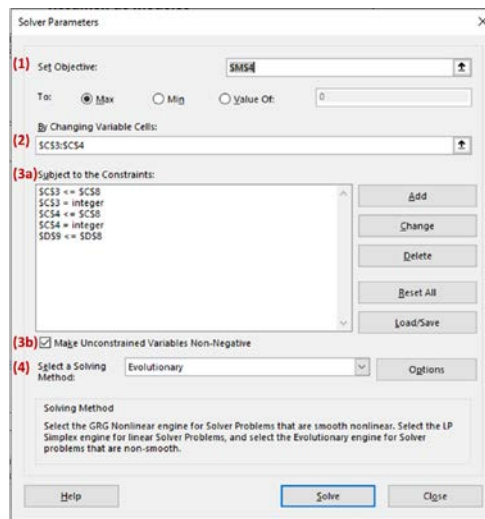 Solver Parameters
(1) Set Objective: $M$4
To: Max Min Value Of: 0
By Changing Variable Cells:
(2) $C$3:$C$4
(3a) Subject to the Constraints:
$C$3 <= $C$8
$C$3 = integer
$C$4 <= $C$8
$C$4 = integer
$D$9 <= $D$8
Add
Change
Delete
Reset All
Load/Save
(3b) Make Unconstrained Variables Non-Negative
(4) Select a Solving Method: Evolutionary Options
Solving Method
Select the GRG Nonlinear engine for Solver Problems that are smooth nonlinear. Select the LP
Simplex engine for linear Solver Problems, and select the Evolutionary engine for Solver
problems that are non-smooth.
Help Solve Close